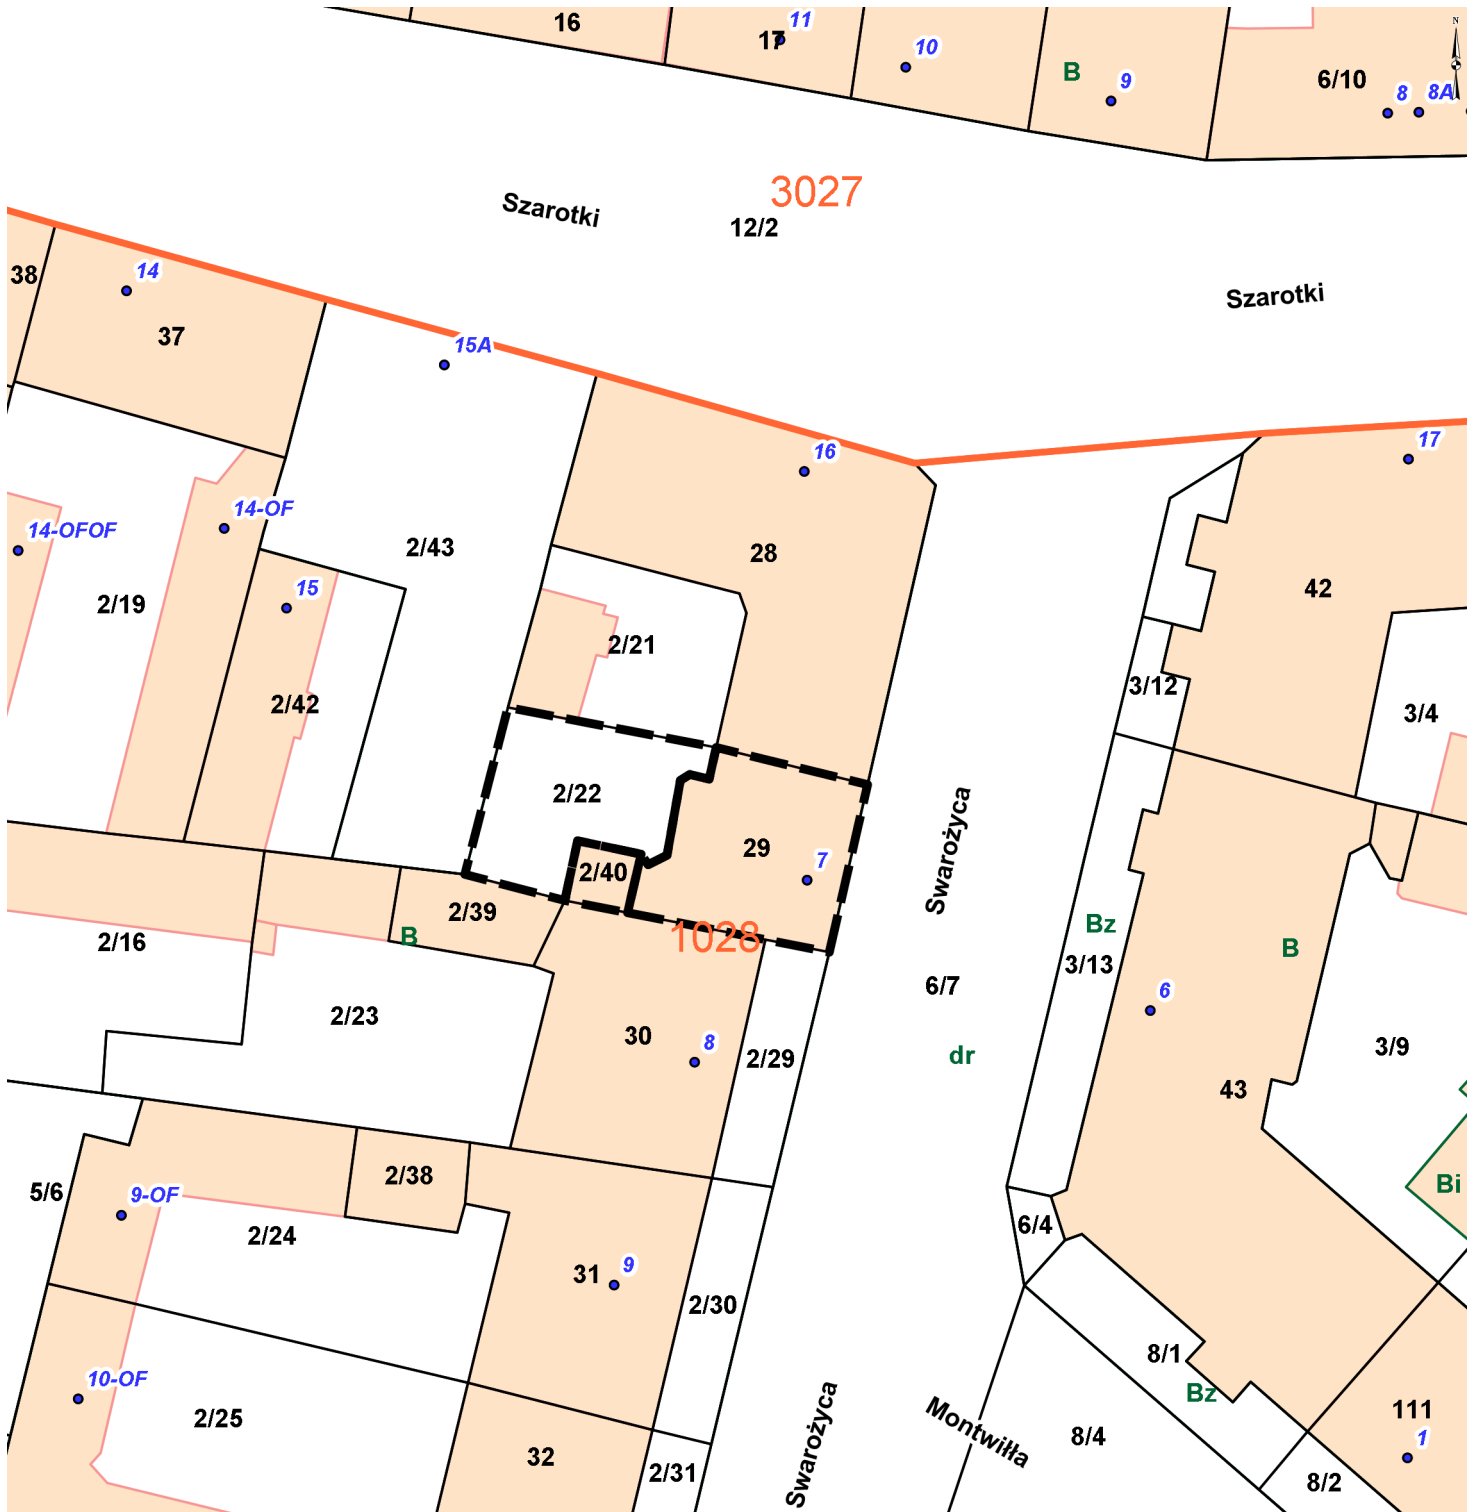 16
17
11
10
B
9
6/10
8
8A
N
3027
Szarotki
12/2
38
14
37
Szarotki
15A
16
17
14-OF
14-OFOF
2/43
28
15
42
2/19
2/21
2/42
3/12
3/4
2/22
Swarożyca
29
2/40
7
2/39
B
1028
Bz
B
2/16
3/13
6/7
6
2/23
30
8
2/29
dr
3/9
43
2/38
5/6
9-OF
Bi
2/24
6/4
31
9
2/30
8/1
10-OF
Bz
Swarożyca
Montwiłła
111
2/25
8/4
1
32
2/31
8/2